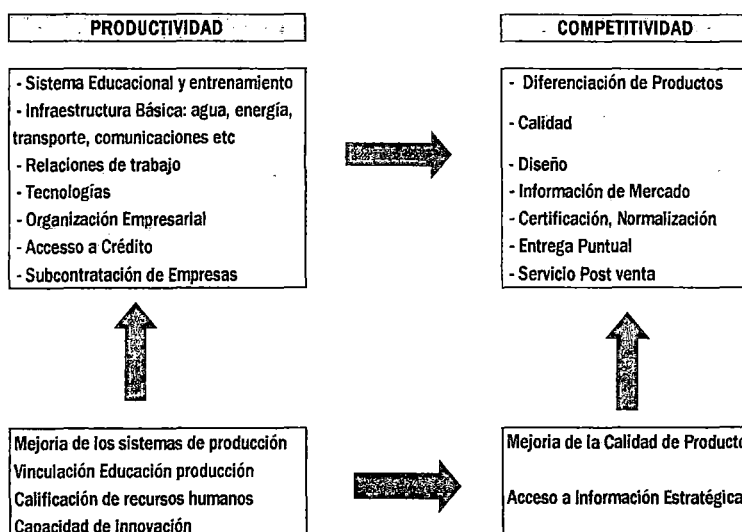 PRODUCTIVIDAD
- Sistema Educacional y entrenamiento
- Infraestructura Básica: agua, energía,
transporte, comunicaciones etc
- Relaciones de trabajo
- Tecnologías
- Organización Empresarial
- Accesso a Crédito
- Subcontratación de Empresas
COMPETITIVIDAD
- Diferenciación de Productos
- Calidad
- Diseño
- Información de Mercado
- Certificación, Normalización
- Entrega Puntual
- Servicio Post venta
Mejoria de los sistemas de producción
Vinculación Educación producción
Calificación de recursos humanos
Capacidad de Innovación
Mejoria de la Calidad de Producto
Acceso a Información Estratégica